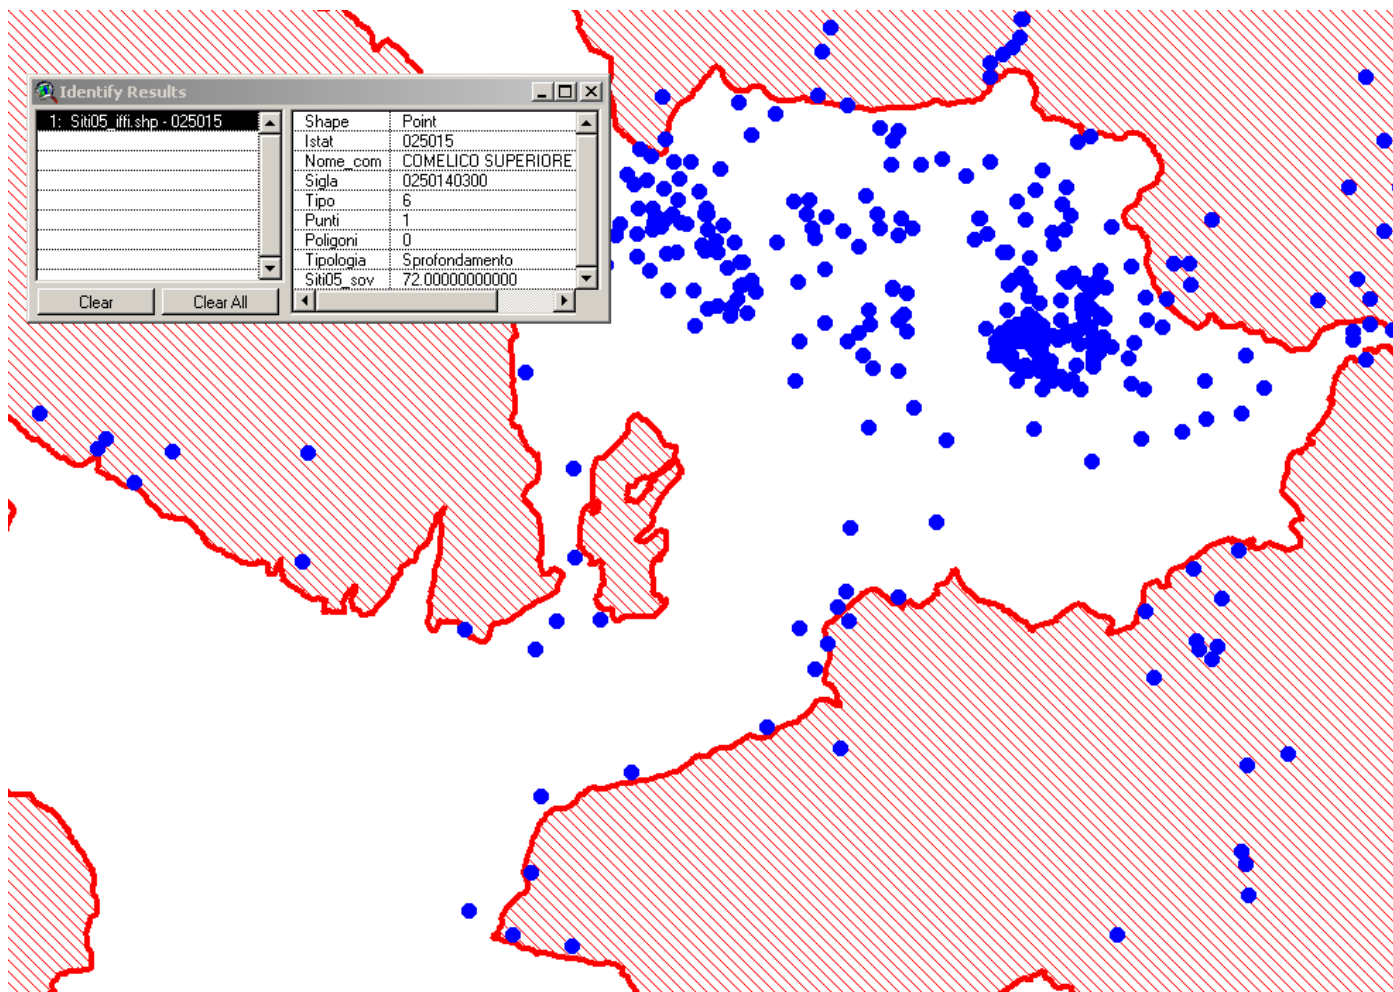 Identify Results
1: Siti05_iffi.shp - 025015
Shape Point
Istat 025015
Nome_com COMELICO SUPERIORE
Sigla 0250140300
Tipo 6
Punti 1
Poligoni 0
Tipologia Sprofondamento
Siti05_sov 72.00000000000
Clear Clear All